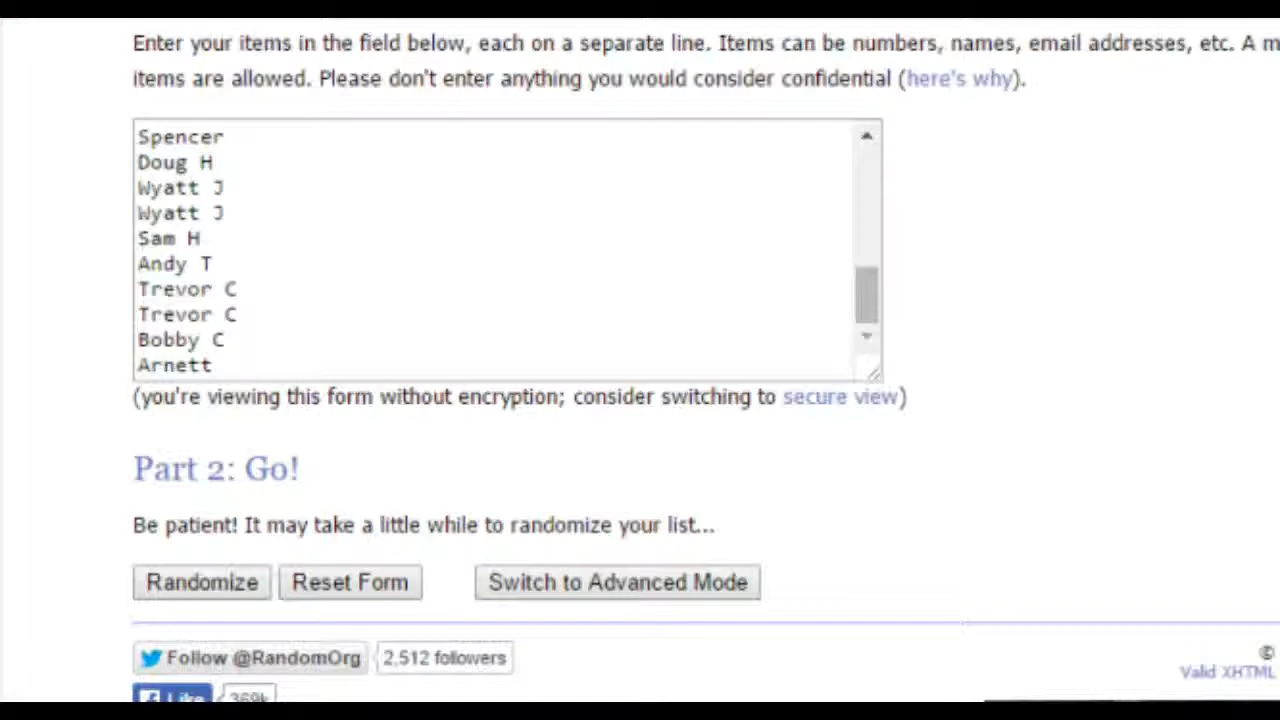 Enter your items in the field below, each on a separate line. Items can be numbers, names, email addresses, etc. A m
items are allowed. Please don't enter anything you would consider confidential (here's why).
Spencer
Doug H
Wyatt J
Wyatt J
Sam H
Andy T
Trevor C
Trevor C
Bobby C
Arnett
(you're viewing this form without encryption; consider switching to secure view)
Part 2: Go!
Be patient! It may take a little while to randomize your list...
Randomize Reset Form Switch to Advanced Mode
Follow @RandomOrg 2,512 followers
©
Valid XHTML
Like 369k